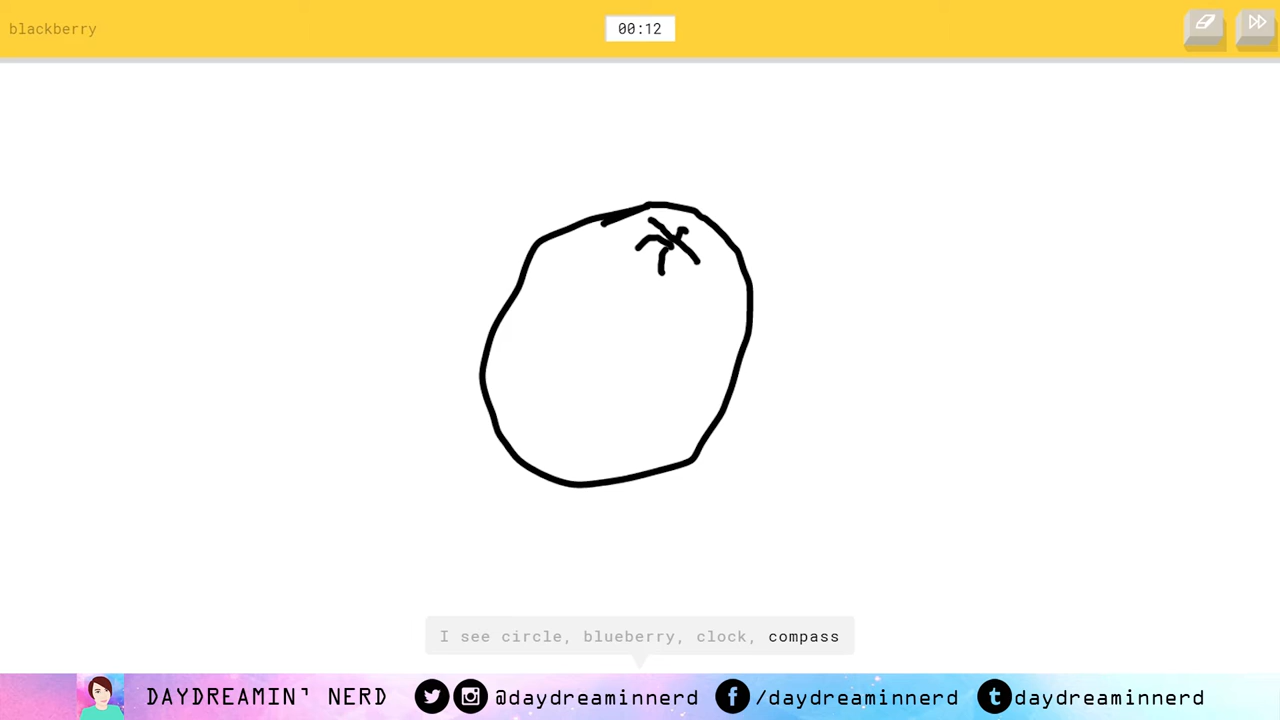 blackberry
00:12
I see circle, blueberry, clock, compass
DAYDREAMIN' NERD @daydreaminnerd /daydreaminnerd daydreaminnerd